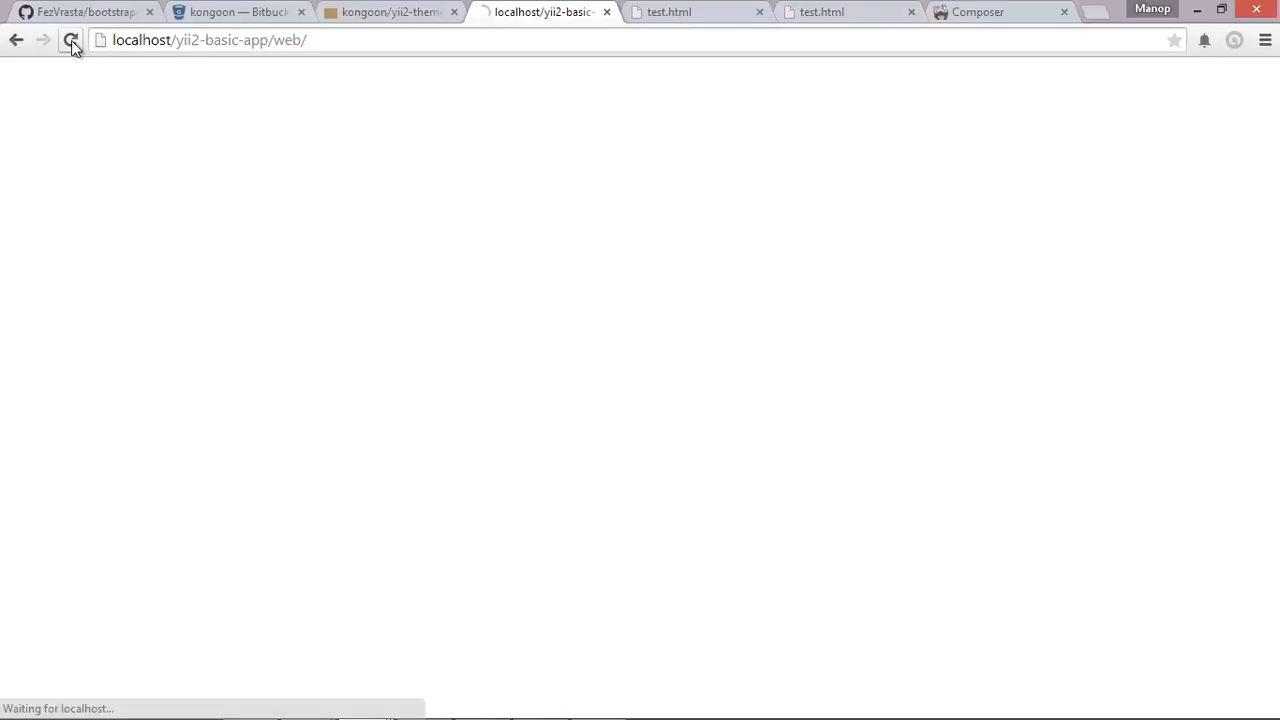 FezVrasta/bootstrap
kongoon — Bitbuck
kongoon/yii2-them
localhost/yii2-basic-
test.html
test.html
Composer
Manop
localhost/yii2-basic-app/web/
Waiting for localhost...